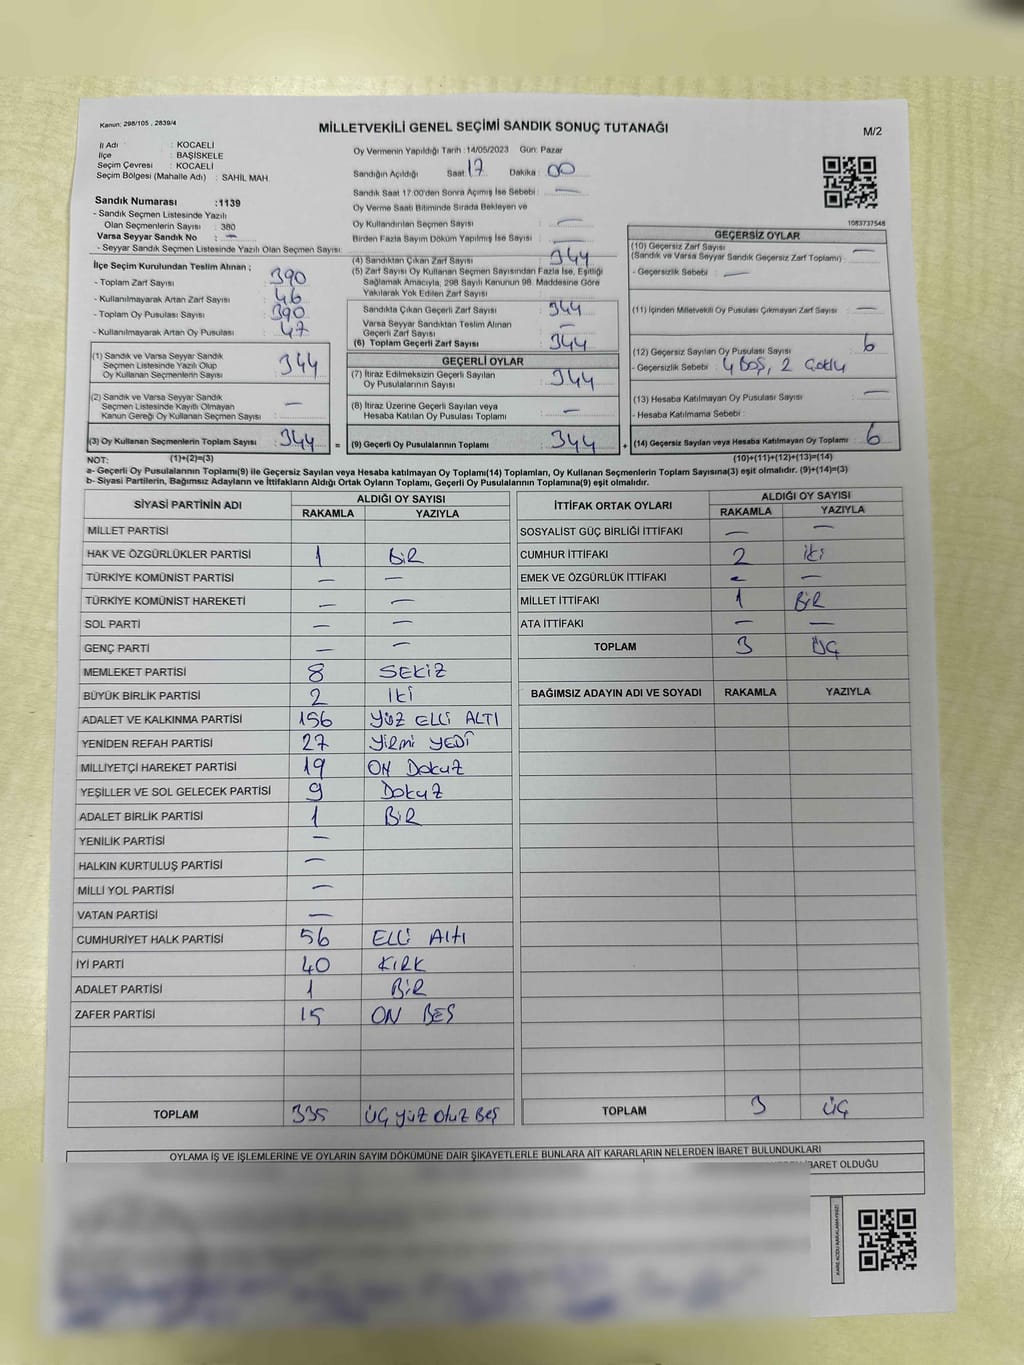 Kanun: 298/105 , 2839/4
MİLLETVEKİLİ GENEL SEÇİMİ SANDIK SONUÇ TUTANAĞI
M/2
İl Adı : KOCAELİ
İlçe : BAŞİSKELE
Seçim Çevresi : KOCAELİ
Seçim Bölgesi (Mahalle Adı) : SAHİL MAH.
Sandık Numarası :1139
- Sandık Seçmen Listesinde Yazılı
Olan Seçmenlerin Sayısı : 380
Varsa Seyyar Sandık No : —
- Seyyar Sandık Seçmen Listesinde Yazılı Olan Seçmen Sayısı:
İlçe Seçim Kurulundan Teslim Alınan ;
- Toplam Zarf Sayısı : 390
- Kullanılmayarak Artan Zarf Sayısı : 46
- Toplam Oy Pusulası Sayısı : 390
- Kullanılmayarak Artan Oy Pusulası : 47
(1) Sandık ve Varsa Seyyar Sandık
Seçmen Listesinde Yazılı Olup
Oy Kullanan Seçmenlerin Sayısı : 344
(2) Sandık ve Varsa Seyyar Sandık
Seçmen Listesinde Kayıtlı Olmayan
Kanun Gereği Oy Kullanan Seçmen Sayısı : —
(3) Oy Kullanan Seçmenlerin Toplam Sayısı : 344 =
(1)+(2)=(3)
Oy Vermenin Yapıldığı Tarih :14/05/2023 Gün: Pazar
Sandığın Açıldığı Saat : 17 Dakika : 00
Sandık Saat 17:00'den Sonra Açımış İse Sebebi : —
Oy Verme Saati Bitiminde Sırada Bekleyen ve
Oy Kullandırılan Seçmen Sayısı : —
Birden Fazla Sayım Döküm Yapılmış İse Sayısı : —
(4) Sandıktan Çıkan Zarf Sayısı : 344
(5) Zarf Sayısı Oy Kullanan Seçmen Sayısından Fazla İse, Eşitliği
Sağlamak Amacıyla, 298 Sayılı Kanunun 98. Maddesine Göre
Yakılarak Yok Edilen Zarf Sayısı :
Sandıkta Çıkan Geçerli Zarf Sayısı : 344
Varsa Seyyar Sandıktan Teslim Alınan
Geçerli Zarf Sayısı : —
(6) Toplam Geçerli Zarf Sayısı : 344
GEÇERLİ OYLAR
(7) İtiraz Edilmeksizin Geçerli Sayılan
Oy Pusulalarının Sayısı : 344
(8) İtiraz Üzerine Geçerli Sayılan veya
Hesaba Katılan Oy Pusulası Toplamı : —
(9) Geçerli Oy Pusulalarının Toplamı : 344 +
1083737548
GEÇERSİZ OYLAR
(10) Geçersiz Zarf Sayısı
(Sandık ve Varsa Seyyar Sandık Geçersiz Zarf Toplamı) : —
- Geçersizlik Sebebi : —
(11) İçinden Milletvekili Oy Pusulası Çıkmayan Zarf Sayısı : —
(12) Geçersiz Sayılan Oy Pusulası Sayısı : 6
- Geçersizlik Sebebi : 4 BOŞ, 2 Çoklu
(13) Hesaba Katılmayan Oy Pusulası Sayısı : —
- Hesaba Katılmama Sebebi :
(14) Geçersiz Sayılan veya Hesaba Katılmayan Oy Toplamı : 6
(10)+(11)+(12)+(13)=(14)
NOT:
a- Geçerli Oy Pusulalarının Toplamı(9) ile Geçersiz Sayılan veya Hesaba katılmayan Oy Toplamı(14) Toplamları, Oy Kullanan Seçmenlerin Toplam Sayısına(3) eşit olmalıdır. (9)+(14)=(3)
b- Siyasi Partilerin, Bağımsız Adayların ve İttifakların Aldığı Ortak Oyların Toplamı, Geçerli Oy Pusulalarının Toplamına(9) eşit olmalıdır.
SİYASİ PARTİNİN ADI ALDIĞI OY SAYISI
RAKAMLA YAZIYLA
MİLLET PARTİSİ
HAK VE ÖZGÜRLÜKLER PARTİSİ 1 BİR
TÜRKİYE KOMÜNİST PARTİSİ — —
TÜRKİYE KOMÜNİST HAREKETİ — —
SOL PARTİ — —
GENÇ PARTİ — —
MEMLEKET PARTİSİ 8 SEKİZ
BÜYÜK BİRLİK PARTİSİ 2 İKİ
ADALET VE KALKINMA PARTİSİ 156 YÜZ ELLİ ALTI
YENİDEN REFAH PARTİSİ 27 YİRMİ YEDİ
MİLLİYETÇİ HAREKET PARTİSİ 19 ON DOKUZ
YEŞİLLER VE SOL GELECEK PARTİSİ 9 DOKUZ
ADALET BİRLİK PARTİSİ 1 BİR
YENİLİK PARTİSİ —
HALKIN KURTULUŞ PARTİSİ —
MİLLİ YOL PARTİSİ —
VATAN PARTİSİ —
CUMHURİYET HALK PARTİSİ 56 ELLİ ALTI
İYİ PARTİ 40 KIRK
ADALET PARTİSİ 1 BİR
ZAFER PARTİSİ 15 ON BEŞ
TOPLAM 335 ÜÇ YÜZ OTUZ BEŞ
İTTİFAK ORTAK OYLARI ALDIĞI OY SAYISI
RAKAMLA YAZIYLA
SOSYALİST GÜÇ BİRLİĞİ İTTİFAKI — —
CUMHUR İTTİFAKI 2 İKİ
EMEK VE ÖZGÜRLÜK İTTİFAKI — —
MİLLET İTTİFAKI 1 BİR
ATA İTTİFAKI — —
TOPLAM 3 ÜÇ
BAĞIMSIZ ADAYIN ADI VE SOYADI RAKAMLA YAZIYLA
TOPLAM 3 ÜÇ
OYLAMA İŞ VE İŞLEMLERİNE VE OYLARIN SAYIM DÖKÜMÜNE DAİR ŞİKAYETLERLE BUNLARA AİT KARARLARIN NELERDEN İBARET BULUNDUKLARI
İBARET OLDUĞU
KARE KODU KARALAMAYINIZ!